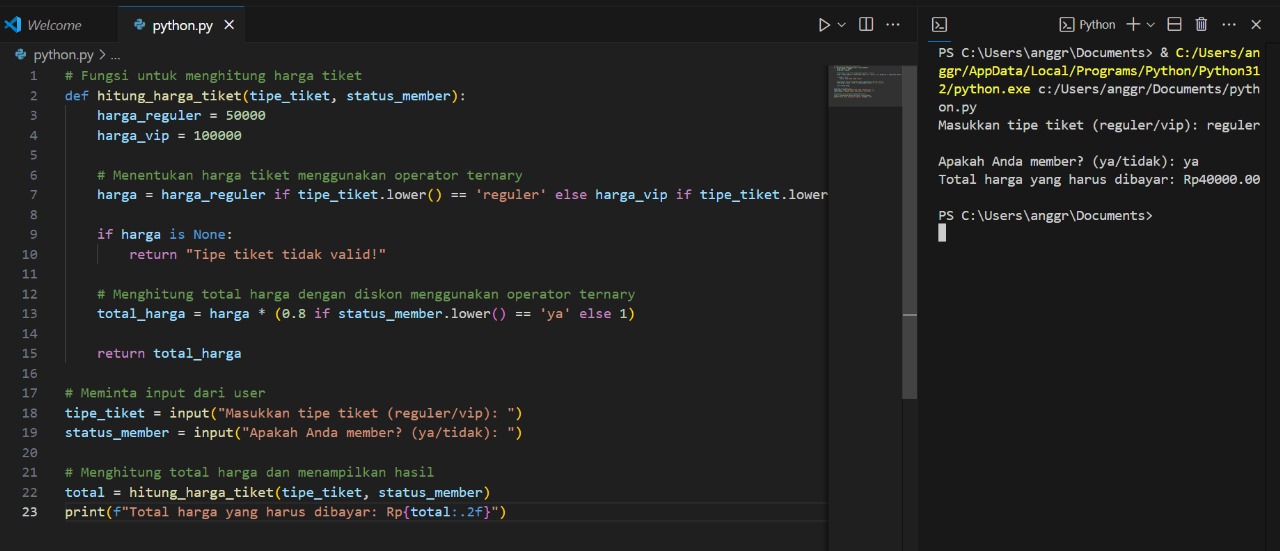 Welcome
python.py
Python
python.py > ...
1 # Fungsi untuk menghitung harga tiket
2 def hitung_harga_tiket(tipe_tiket, status_member):
3     harga_reguler = 50000
4     harga_vip = 100000
5
6     # Menentukan harga tiket menggunakan operator ternary
7     harga = harga_reguler if tipe_tiket.lower() == 'reguler' else harga_vip if tipe_tiket.lower
8
9     if harga is None:
10         return "Tipe tiket tidak valid!"
11
12     # Menghitung total harga dengan diskon menggunakan operator ternary
13     total_harga = harga * (0.8 if status_member.lower() == 'ya' else 1)
14
15     return total_harga
16
17 # Meminta input dari user
18 tipe_tiket = input("Masukkan tipe tiket (reguler/vip): ")
19 status_member = input("Apakah Anda member? (ya/tidak): ")
20
21 # Menghitung total harga dan menampilkan hasil
22 total = hitung_harga_tiket(tipe_tiket, status_member)
23 print(f"Total harga yang harus dibayar: Rp{total:.2f}")
PS C:\Users\anggr\Documents> & C:/Users/an
ggr/AppData/Local/Programs/Python/Python31
2/python.exe c:/Users/anggr/Documents/pyth
on.py
Masukkan tipe tiket (reguler/vip): reguler
Apakah Anda member? (ya/tidak): ya
Total harga yang harus dibayar: Rp40000.00
PS C:\Users\anggr\Documents>